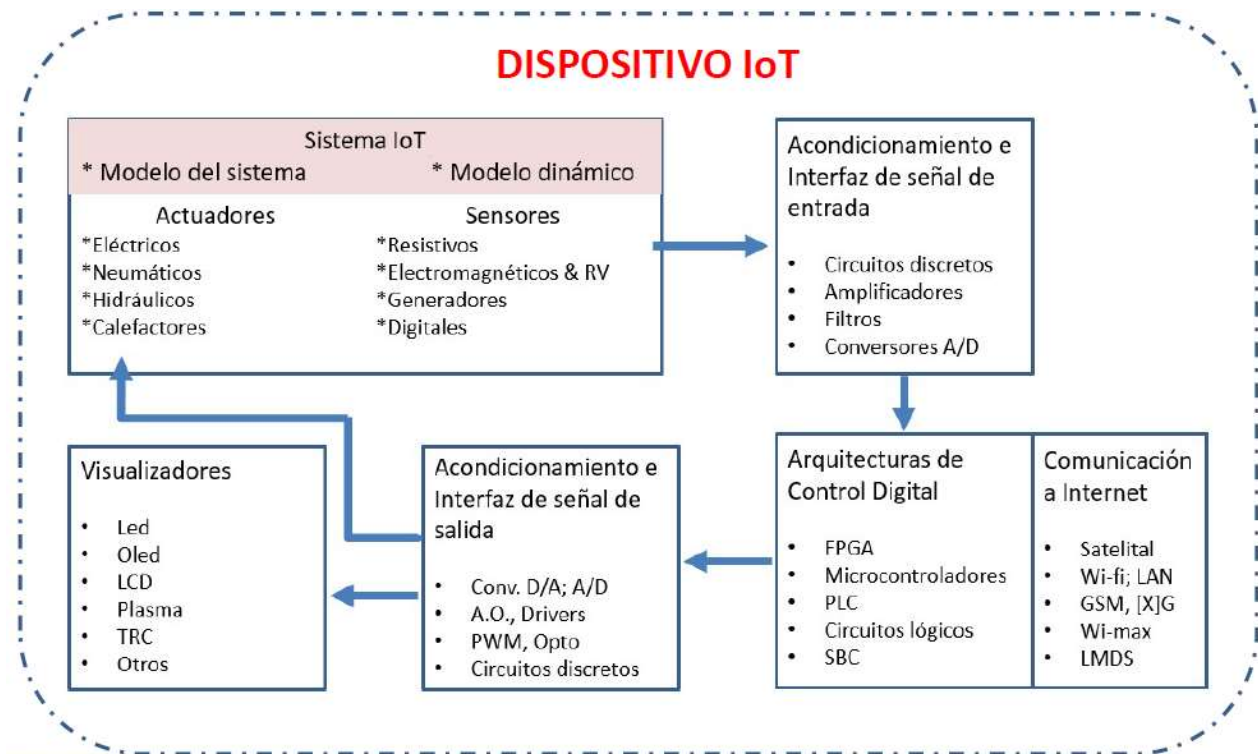 DISPOSITIVO IoT
Sistema IoT
* Modelo del sistema * Modelo dinámico
Actuadores
*Eléctricos
*Neumáticos
*Hidráulicos
*Calefactores
Sensores
*Resistivos
*Electromagnéticos & RV
*Generadores
*Digitales
Acondicionamiento e
Interfaz de señal de
entrada
• Circuitos discretos
• Amplificadores
• Filtros
• Conversores A/D
Visualizadores
• Led
• Oled
• LCD
• Plasma
• TRC
• Otros
Acondicionamiento e
Interfaz de señal de
salida
• Conv. D/A; A/D
• A.O., Drivers
• PWM, Opto
• Circuitos discretos
Arquitecturas de
Control Digital
• FPGA
• Microcontroladores
• PLC
• Circuitos lógicos
• SBC
Comunicación
a Internet
• Satelital
• Wi-fi; LAN
• GSM, [X]G
• Wi-max
• LMDS